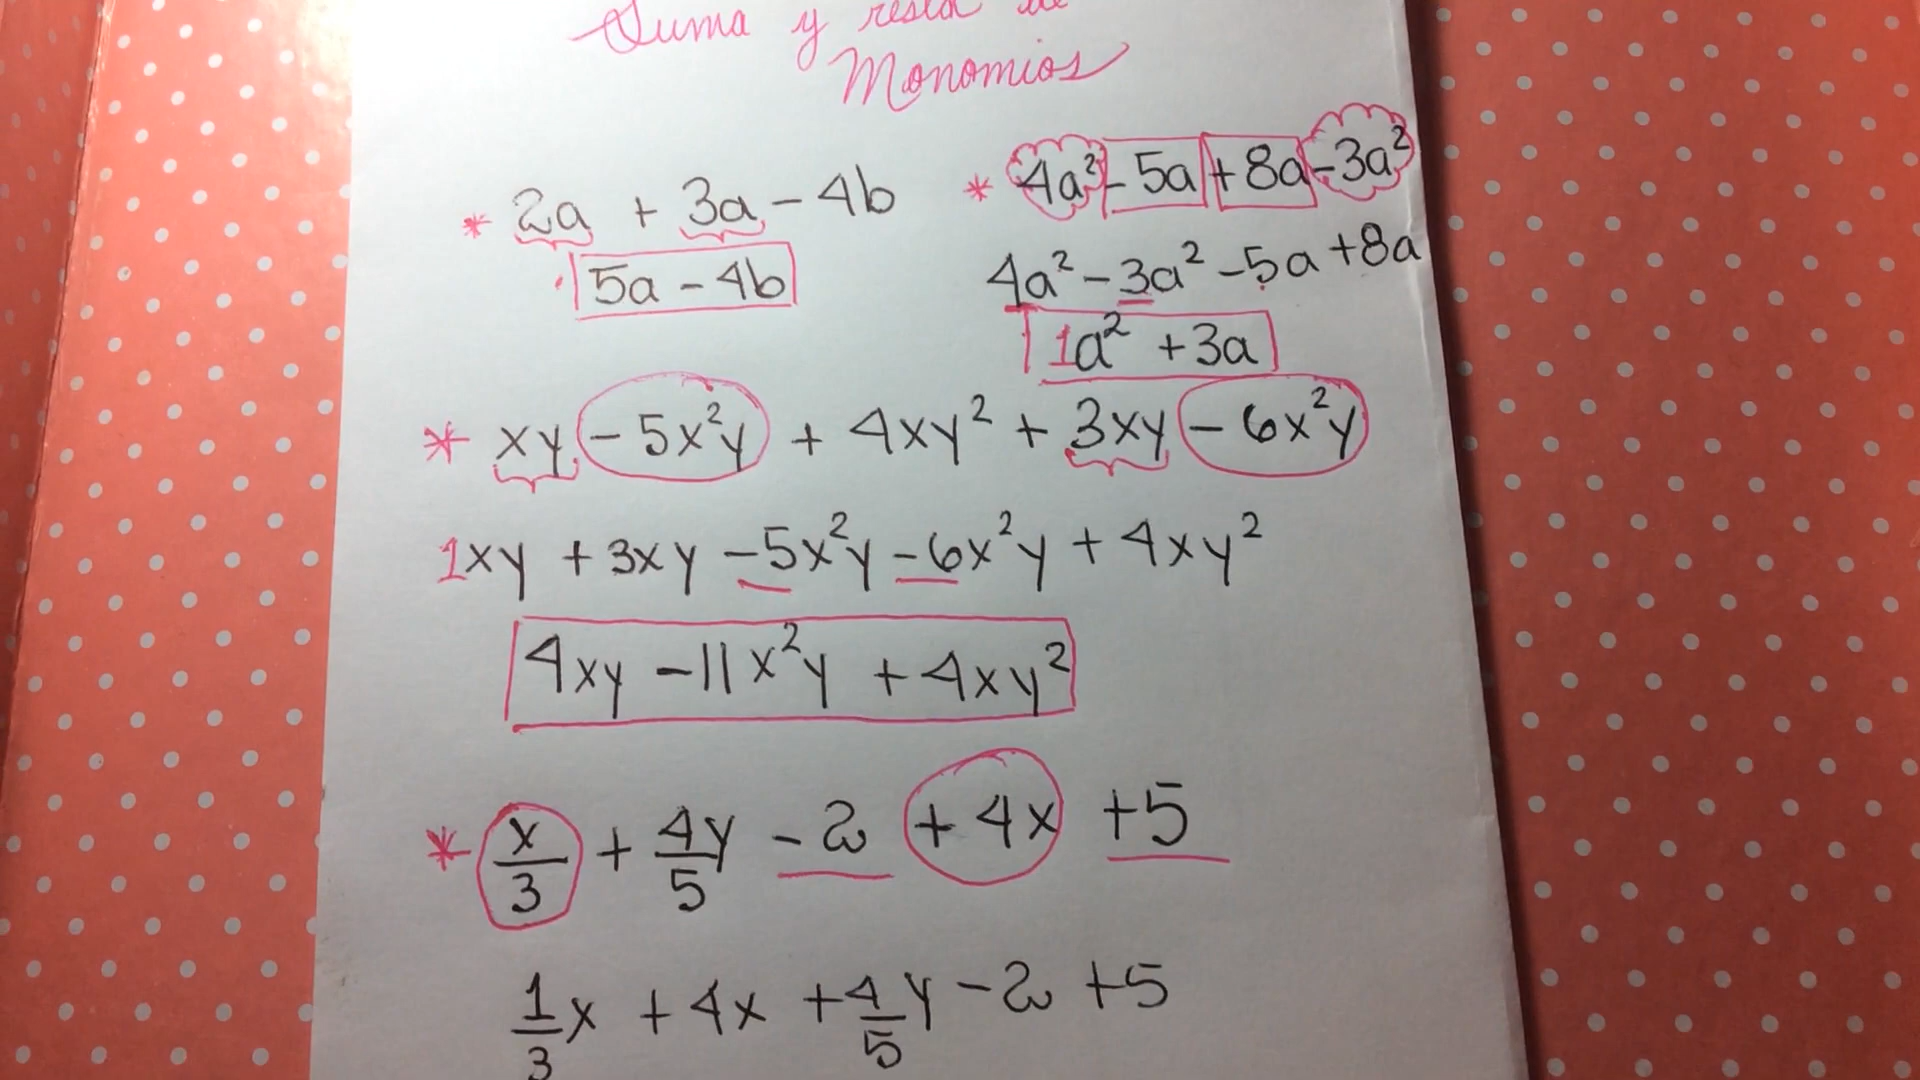 Suma y resta de
Monomios
* 2a + 3a - 4b
5a - 4b
* 4a² - 5a + 8a - 3a²
4a² - 3a² - 5a + 8a
1a² + 3a
* xy - 5x²y + 4xy² + 3xy - 6x²y
1xy + 3xy - 5x²y - 6x²y + 4xy²
4xy - 11x²y + 4xy²
* x/3 + 4y/5 - 2 + 4x + 5
1/3x + 4x + 4/5y - 2 + 5